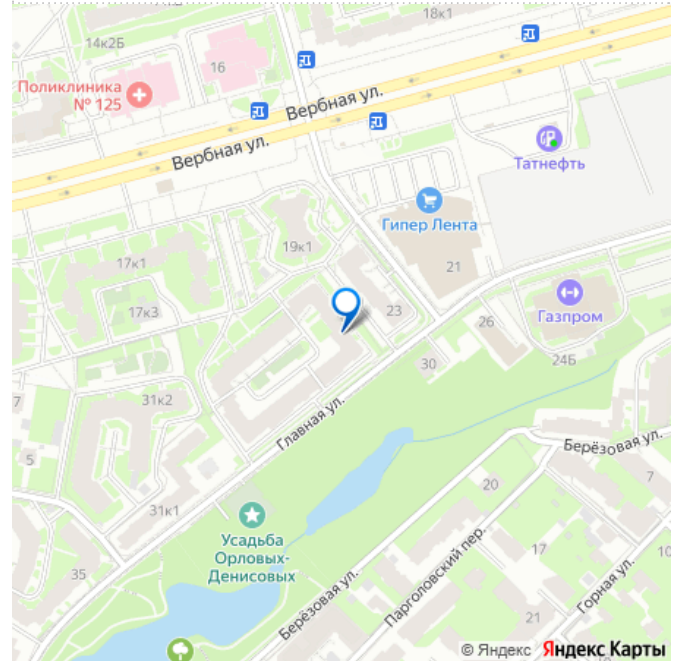 18к1
14к2Б
16
Поликлиника
№ 125
Вербная ул.
Вербная ул.
Татнефть
Гипер Лента
19к1
21
17к1
17к3
23
Газпром
26
24Б
30
31к2
7
Главная ул.
Берёзовая ул.
5
7
20
31к1
Усадьба
Орловых-
Денисовых
17
10
35
Берёзовая ул.
Парголовский пер.
Горная ул.
21
© Яндекс Яндекс Карты